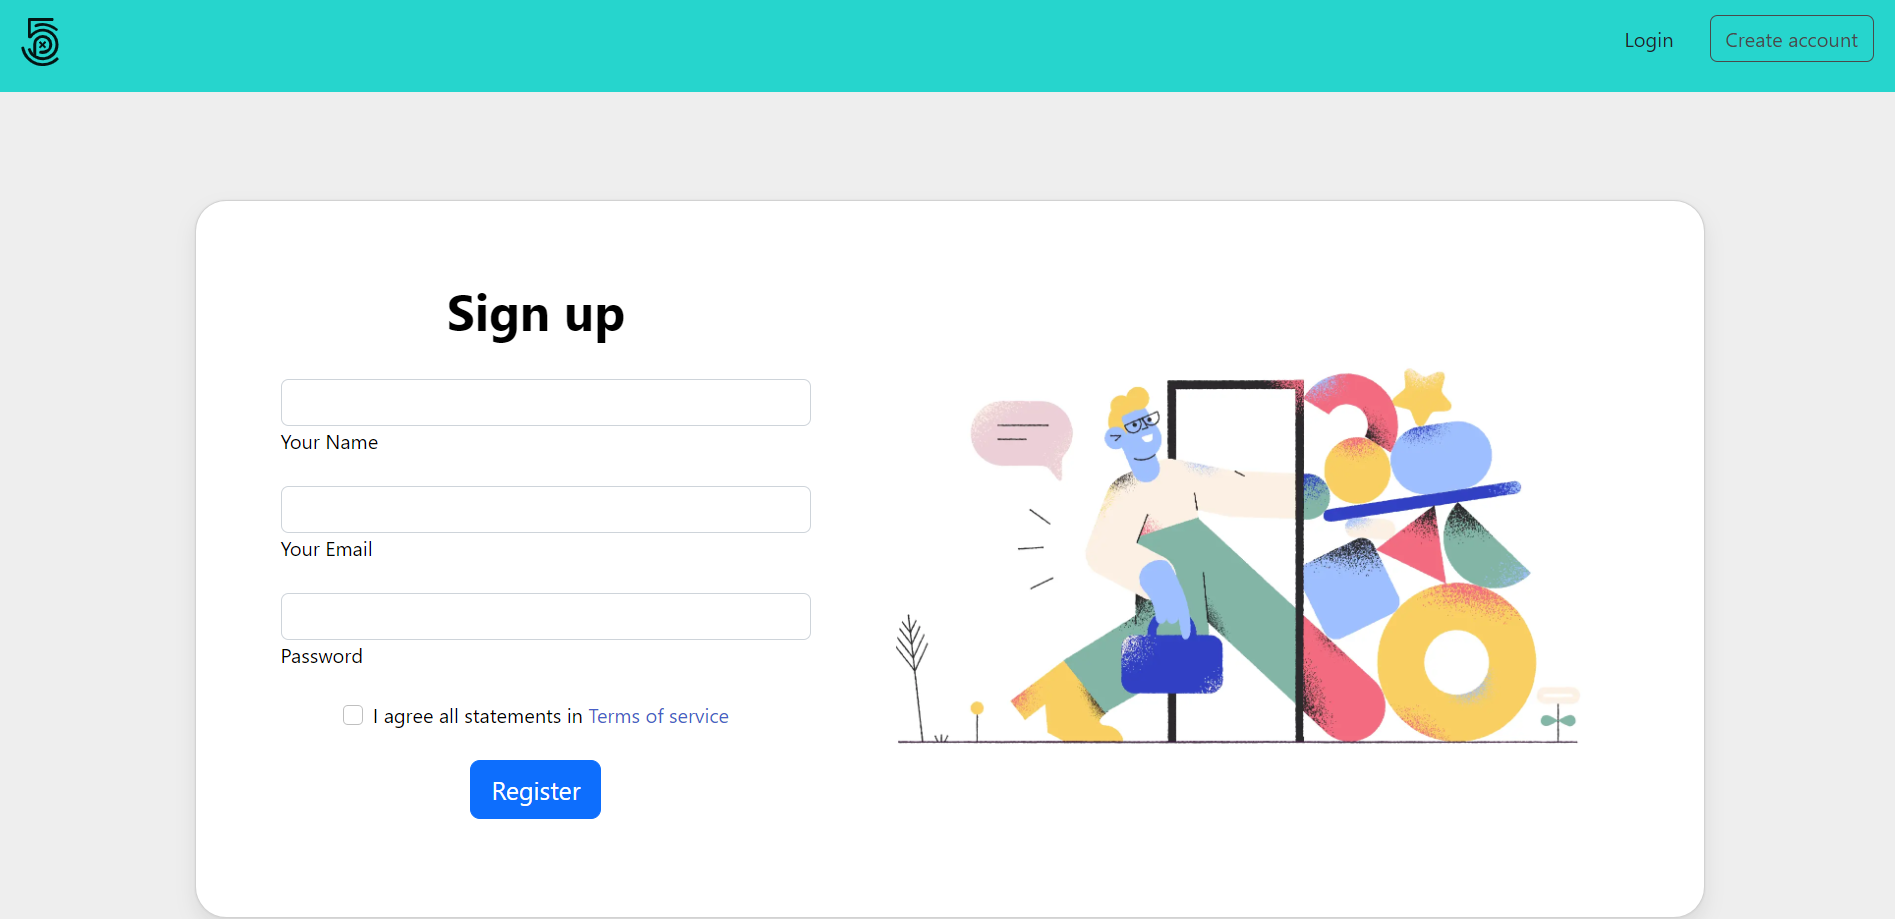 Login
Create account
Sign up
Your Name
Your Email
Password
I agree all statements in Terms of service
Register